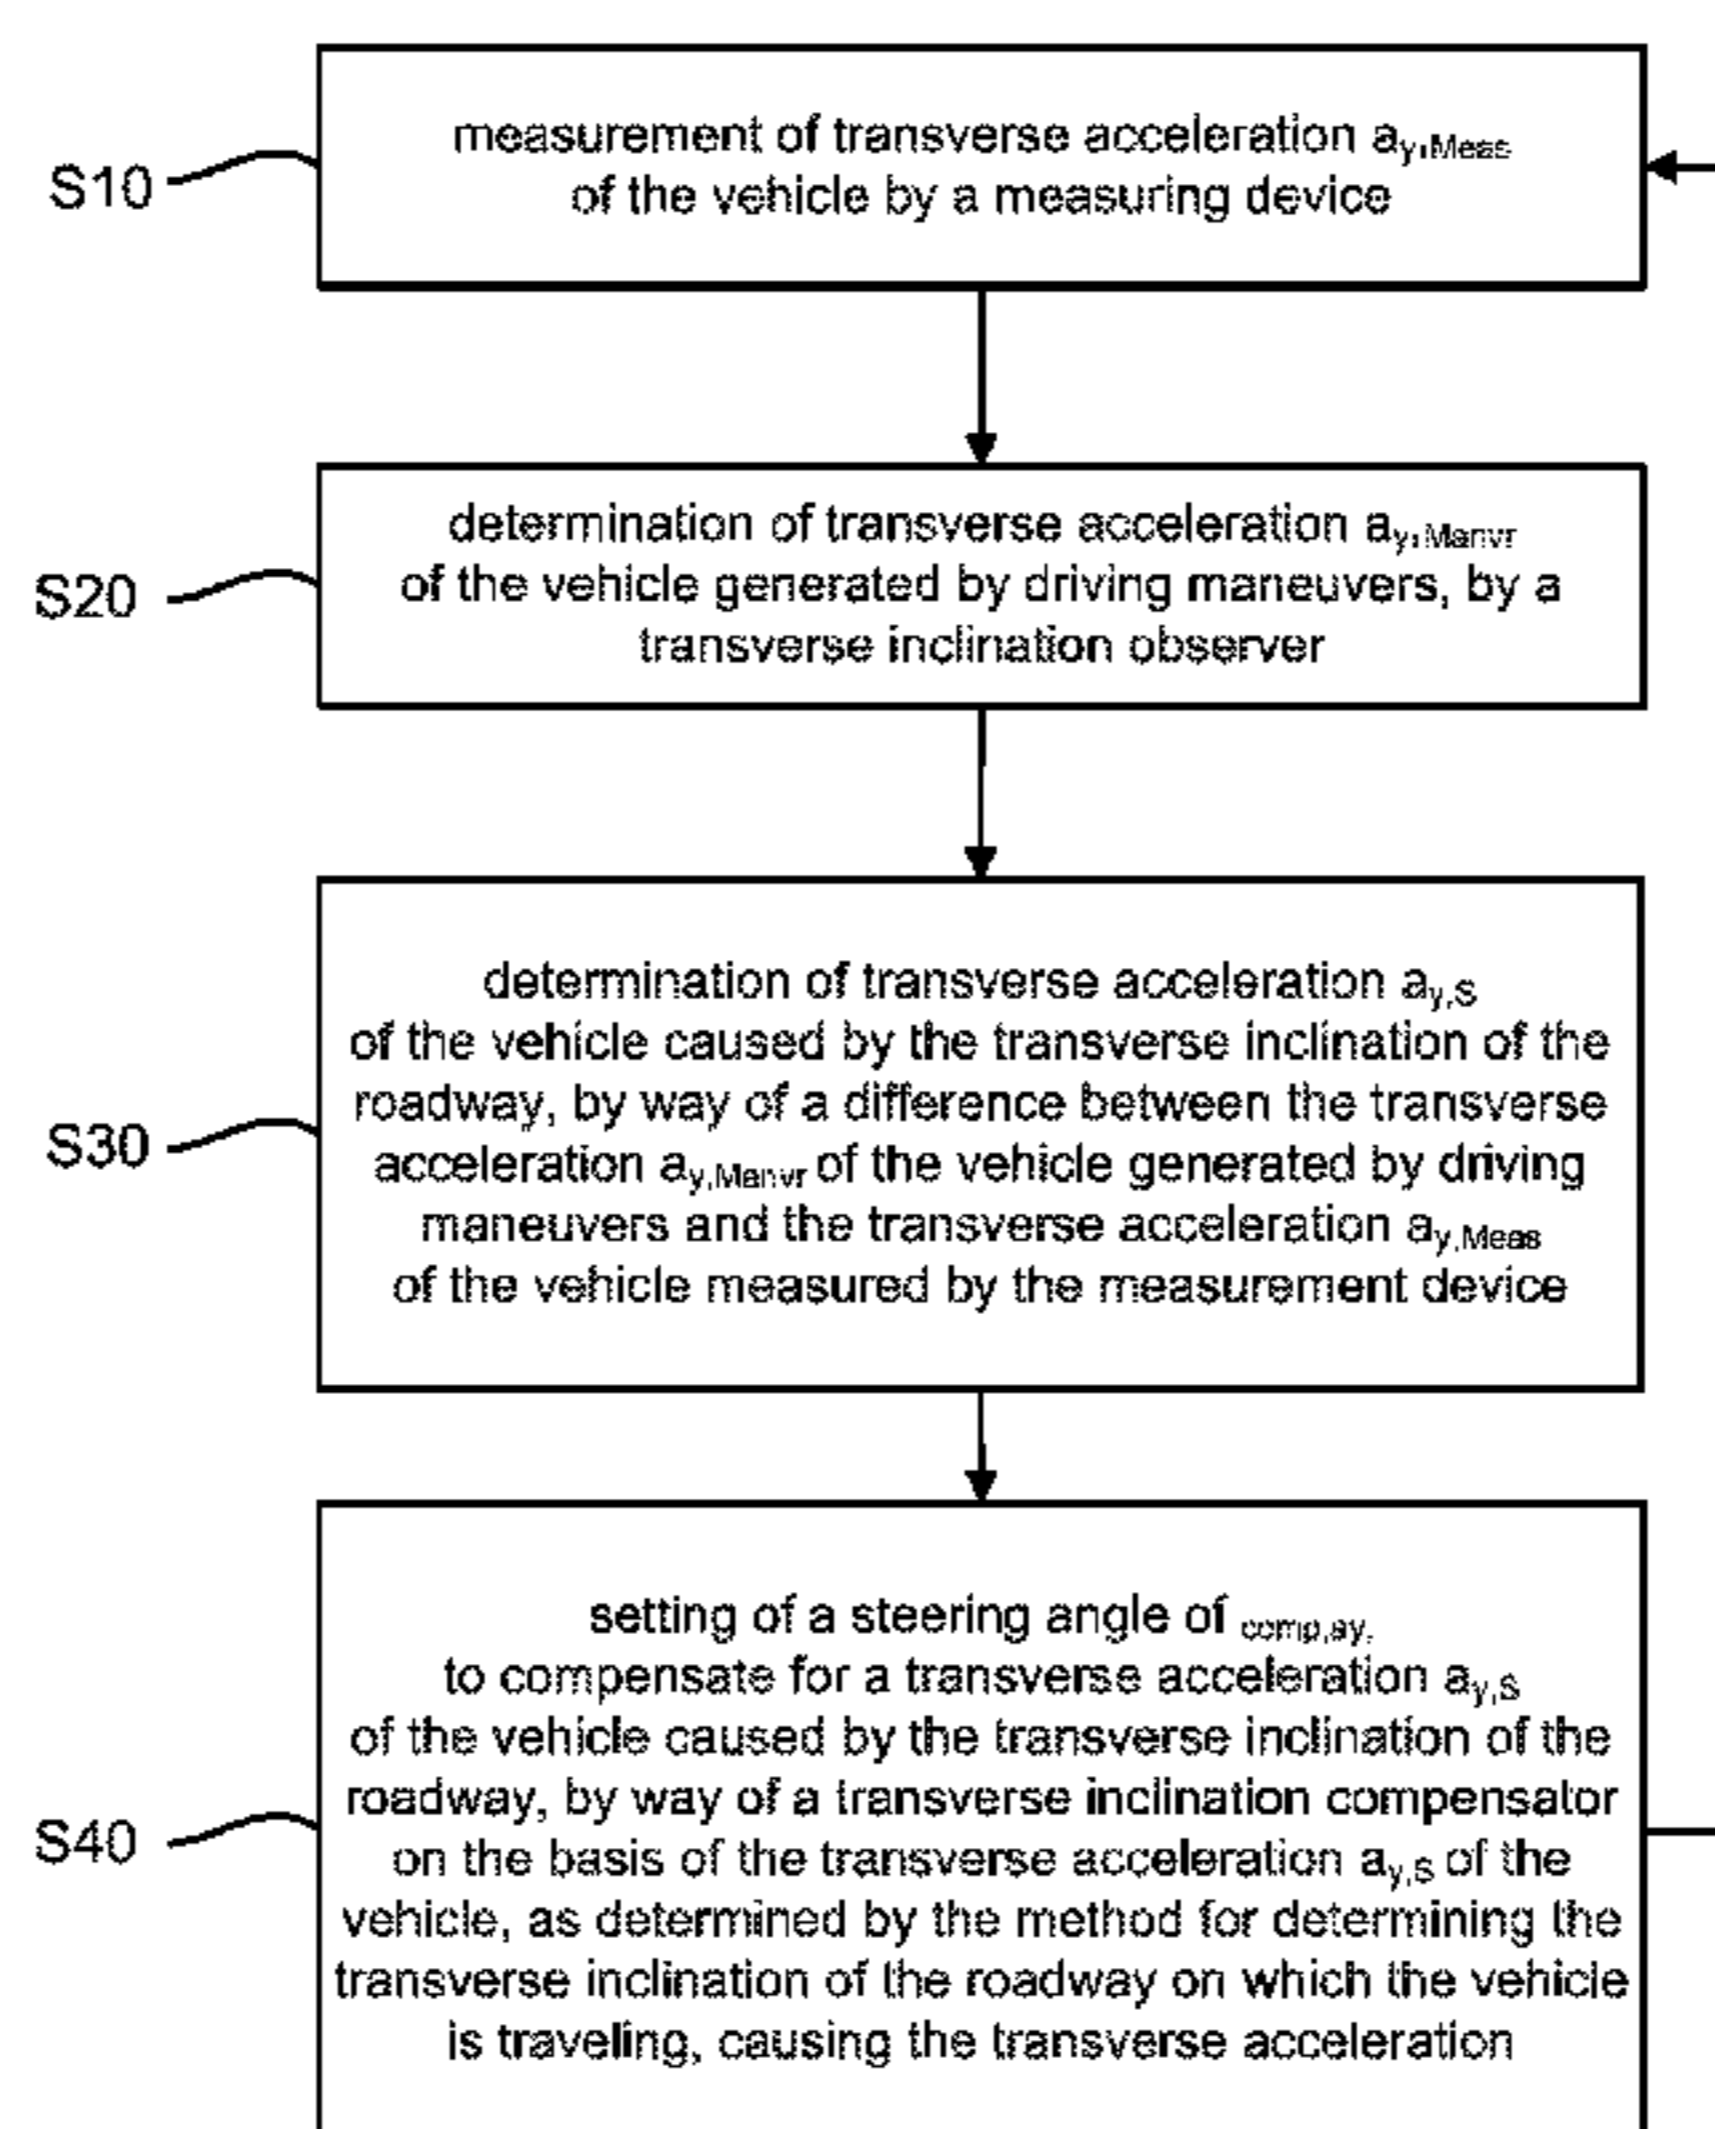 S10
measurement of transverse acceleration ay,Meas
of the vehicle by a measuring device
S20
determination of transverse acceleration ay,Manvr
of the vehicle generated by driving maneuvers, by a
transverse inclination observer
S30
determination of transverse acceleration ay,S
of the vehicle caused by the transverse inclination of the
roadway, by way of a difference between the transverse
acceleration ay,Manvr of the vehicle generated by driving
maneuvers and the transverse acceleration ay,Meas
of the vehicle measured by the measurement device
S40
setting of a steering angle of comp,ay,
to compensate for a transverse acceleration ay,S
of the vehicle caused by the transverse inclination of the
roadway, by way of a transverse inclination compensator
on the basis of the transverse acceleration ay,S of the
vehicle, as determined by the method for determining the
transverse inclination of the roadway on which the vehicle
is traveling, causing the transverse acceleration